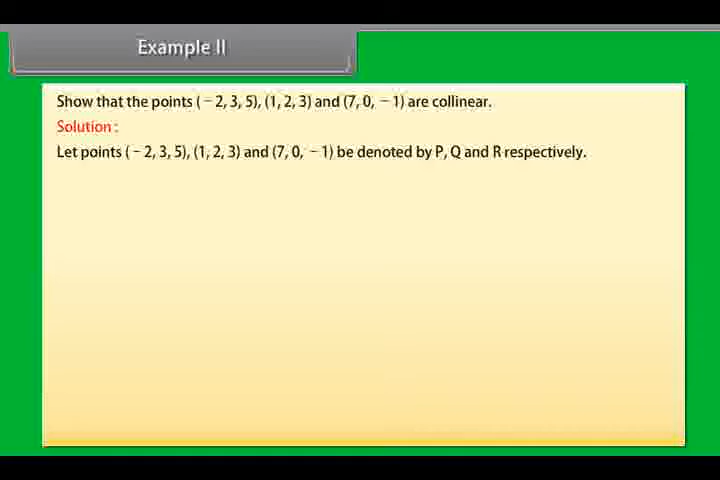 Example II
Show that the points (−2, 3, 5), (1, 2, 3) and (7, 0, −1) are collinear.
Solution :
Let points (−2, 3, 5), (1, 2, 3) and (7, 0, −1) be denoted by P, Q and R respectively.